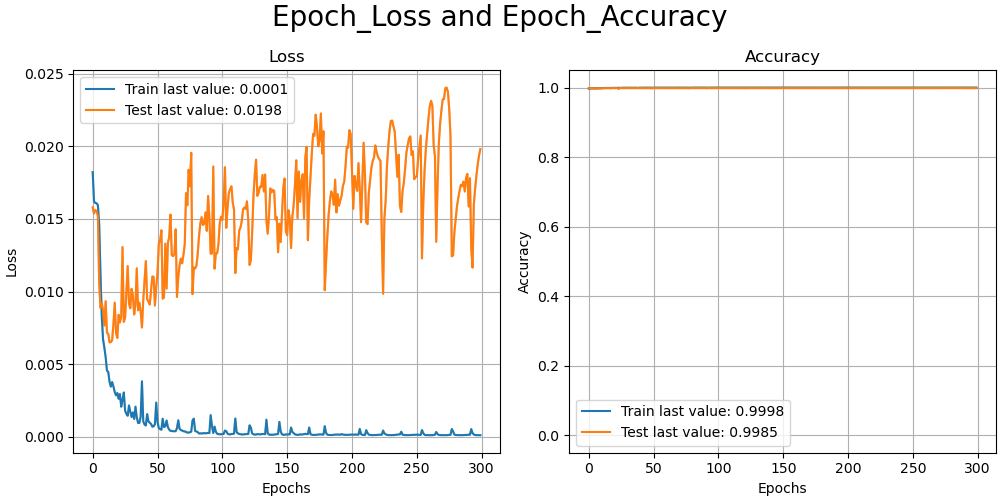 Epoch_Loss and Epoch_Accuracy
Loss
Train last value: 0.0001
Test last value: 0.0198
0.025
0.020
0.015
0.010
0.005
0.000
Loss
0 50 100 150 200 250 300
Epochs
Accuracy
1.0
0.8
0.6
0.4
0.2
0.0
Accuracy
Train last value: 0.9998
Test last value: 0.9985
0 50 100 150 200 250 300
Epochs